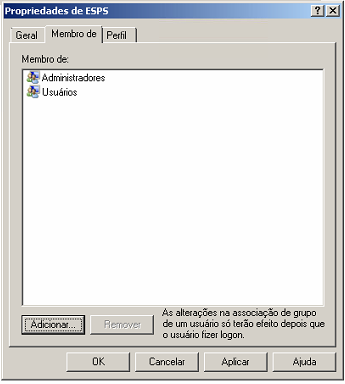 Propriedades de ESPS
Geral
Membro de
Perfil
Membro de:
Administradores
Usuários
Adicionar...
Remover
As alterações na associação de grupo
de um usuário só terão efeito depois que
o usuário fizer logon.
OK
Cancelar
Aplicar
Ajuda